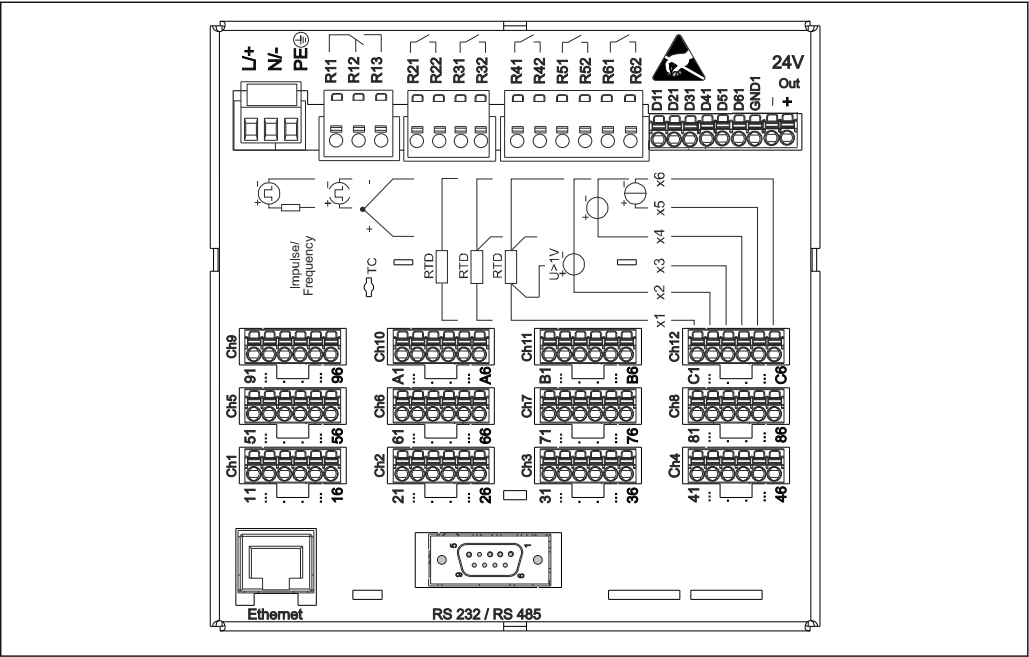 L/+ N/- PE
R11 R12 R13 R21 R22 R31 R32 R41 R42 R51 R52 R61 R62
24V
Out
D11 D21 D31 D41 D51 D61 GND1 - +
- + - + - + + - + -
x6
x5
x4
x3
x2
x1
Impulse/
Frequency
TC
RTD RTD RTD
U>1V
+ -
Ch9 Ch10 Ch11 Ch12
91 ... 96 A1 ... A6 B1 ... B6 C1 ... C6
Ch5 Ch6 Ch7 Ch8
51 ... 56 61 ... 66 71 ... 76 81 ... 86
Ch1 Ch2 Ch3 Ch4
11 ... 16 21 ... 26 31 ... 36 41 ... 46
5 1
9 6
Ethernet
RS 232 / RS 485